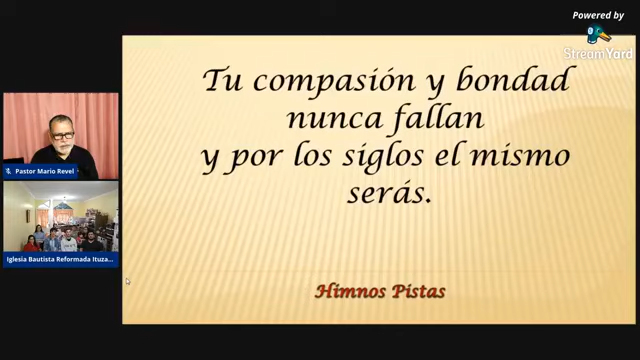 Powered by
StreamYard
Tu compasión y bondad
nunca fallan
y por los siglos el mismo
serás.
Himnos Pistas
Pastor Mario Revel
Iglesia Bautista Reformada Ituza...